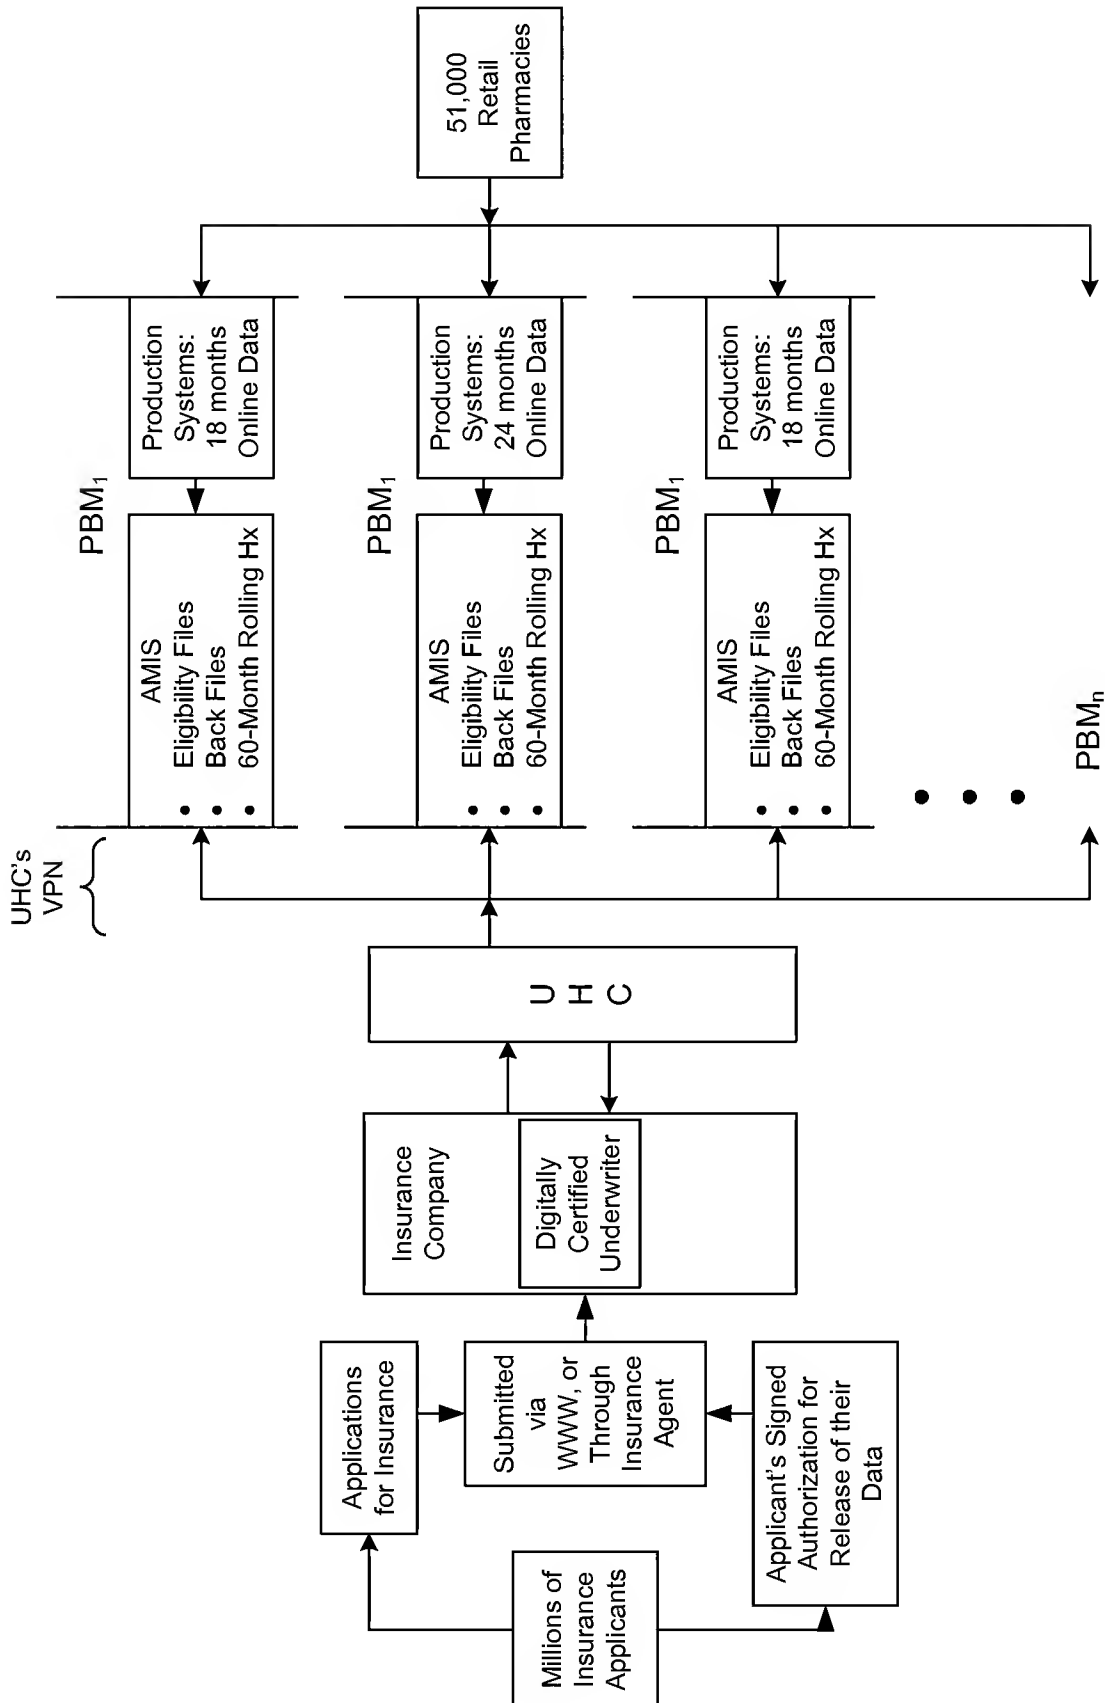 Millions of
Insurance
Applicants
Applications
for Insurance
Submitted
via
WWW, or
Through
Insurance
Agent
Applicant's Signed
Authorization for
Release of their
Data
Insurance
Company
Digitally
Certified
Underwriter
U
H
C
UHC's
VPN
PBM1
AMIS
• Eligibility Files
• Back Files
• 60-Month Rolling Hx
Production
Systems:
18 months
Online Data
PBM1
AMIS
• Eligibility Files
• Back Files
• 60-Month Rolling Hx
Production
Systems:
24 months
Online Data
PBM1
AMIS
• Eligibility Files
• Back Files
• 60-Month Rolling Hx
Production
Systems:
18 months
Online Data
PBMn
51,000
Retail
Pharmacies